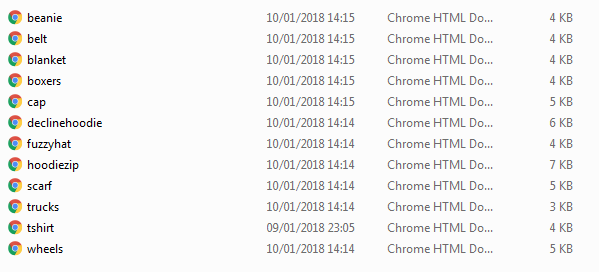 beanie 10/01/2018 14:15 Chrome HTML Do... 4 KB
belt 10/01/2018 14:15 Chrome HTML Do... 4 KB
blanket 10/01/2018 14:15 Chrome HTML Do... 4 KB
boxers 10/01/2018 14:15 Chrome HTML Do... 4 KB
cap 10/01/2018 14:15 Chrome HTML Do... 5 KB
declinehoodie 10/01/2018 14:14 Chrome HTML Do... 6 KB
fuzzyhat 10/01/2018 14:14 Chrome HTML Do... 4 KB
hoodiezip 10/01/2018 14:14 Chrome HTML Do... 7 KB
scarf 10/01/2018 14:14 Chrome HTML Do... 5 KB
trucks 10/01/2018 14:14 Chrome HTML Do... 3 KB
tshirt 09/01/2018 23:05 Chrome HTML Do... 4 KB
wheels 10/01/2018 14:14 Chrome HTML Do... 5 KB